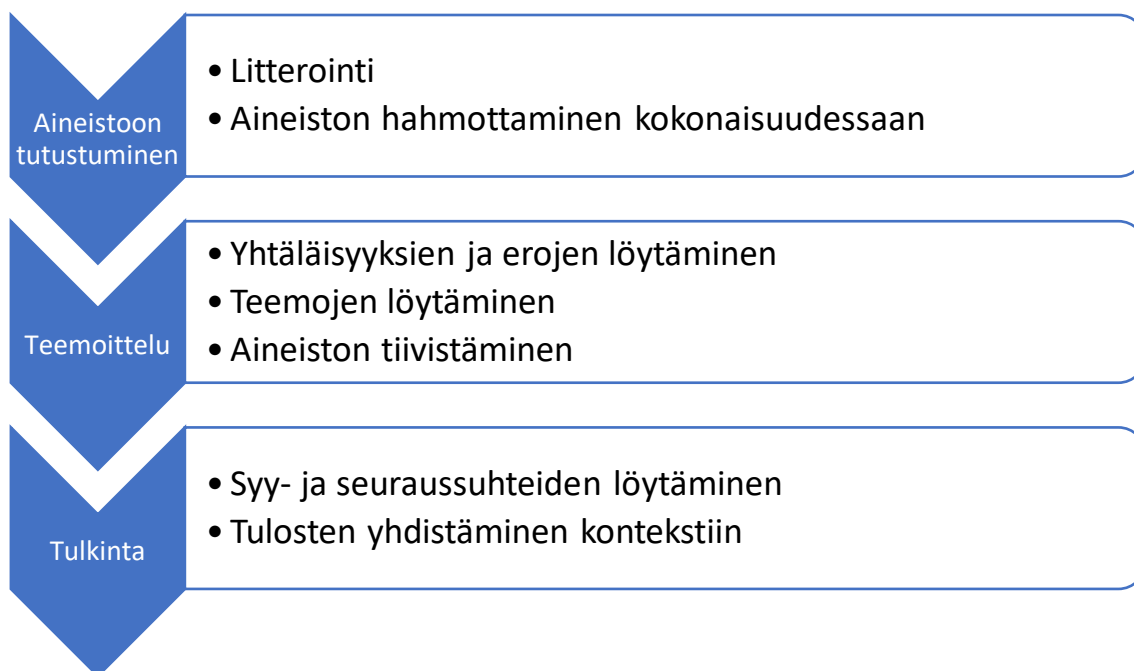 Aineistoon
tutustuminen
• Litterointi
• Aineiston hahmottaminen kokonaisuudessaan
Teemoittelu
• Yhtäläisyyksien ja erojen löytäminen
• Teemojen löytäminen
• Aineiston tiivistäminen
Tulkinta
• Syy- ja seuraussuhteiden löytäminen
• Tulosten yhdistäminen kontekstiin